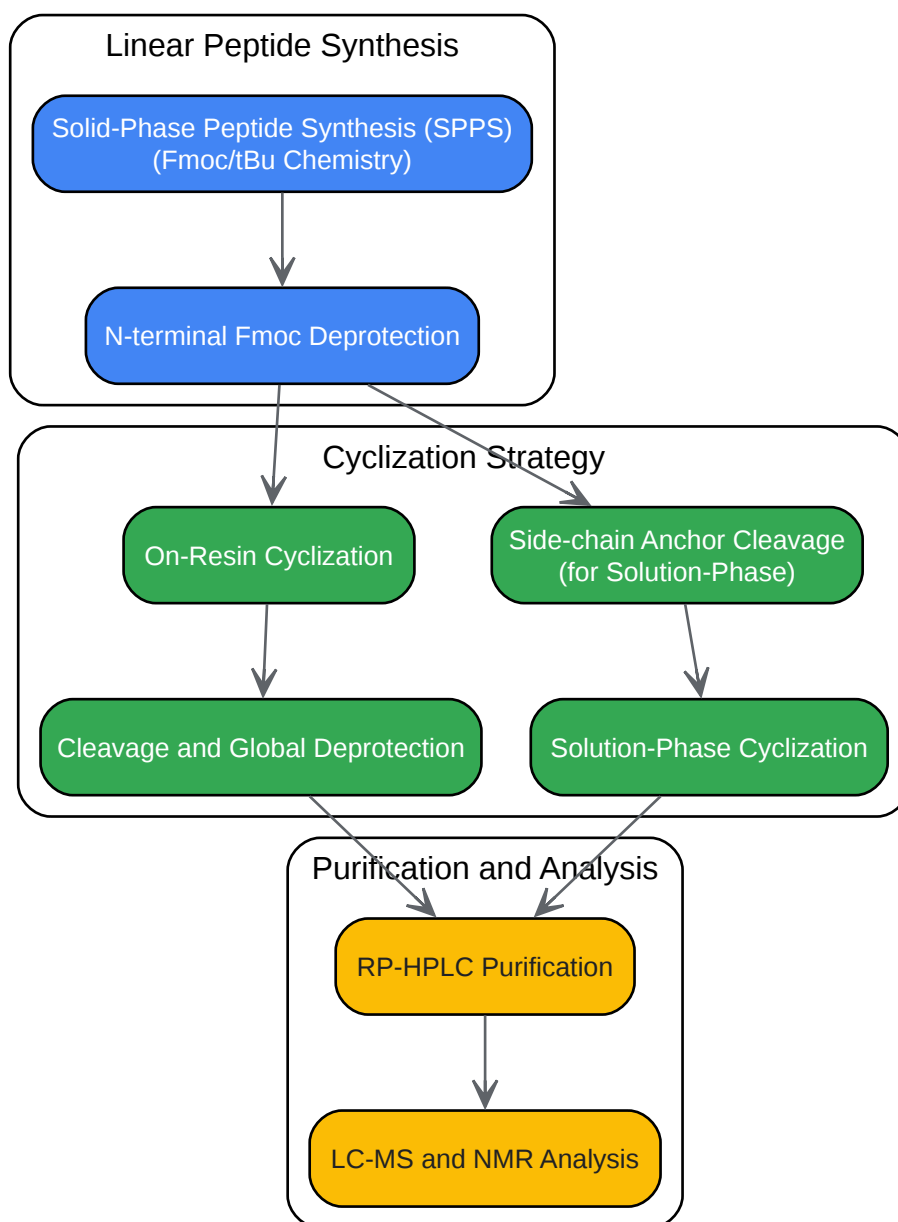 Linear Peptide Synthesis
Solid-Phase Peptide Synthesis (SPPS)
(Fmoc/tBu Chemistry)
N-terminal Fmoc Deprotection
Cyclization Strategy
On-Resin Cyclization
Side-chain Anchor Cleavage
(for Solution-Phase)
Cleavage and Global Deprotection
Solution-Phase Cyclization
Purification and Analysis
RP-HPLC Purification
LC-MS and NMR Analysis